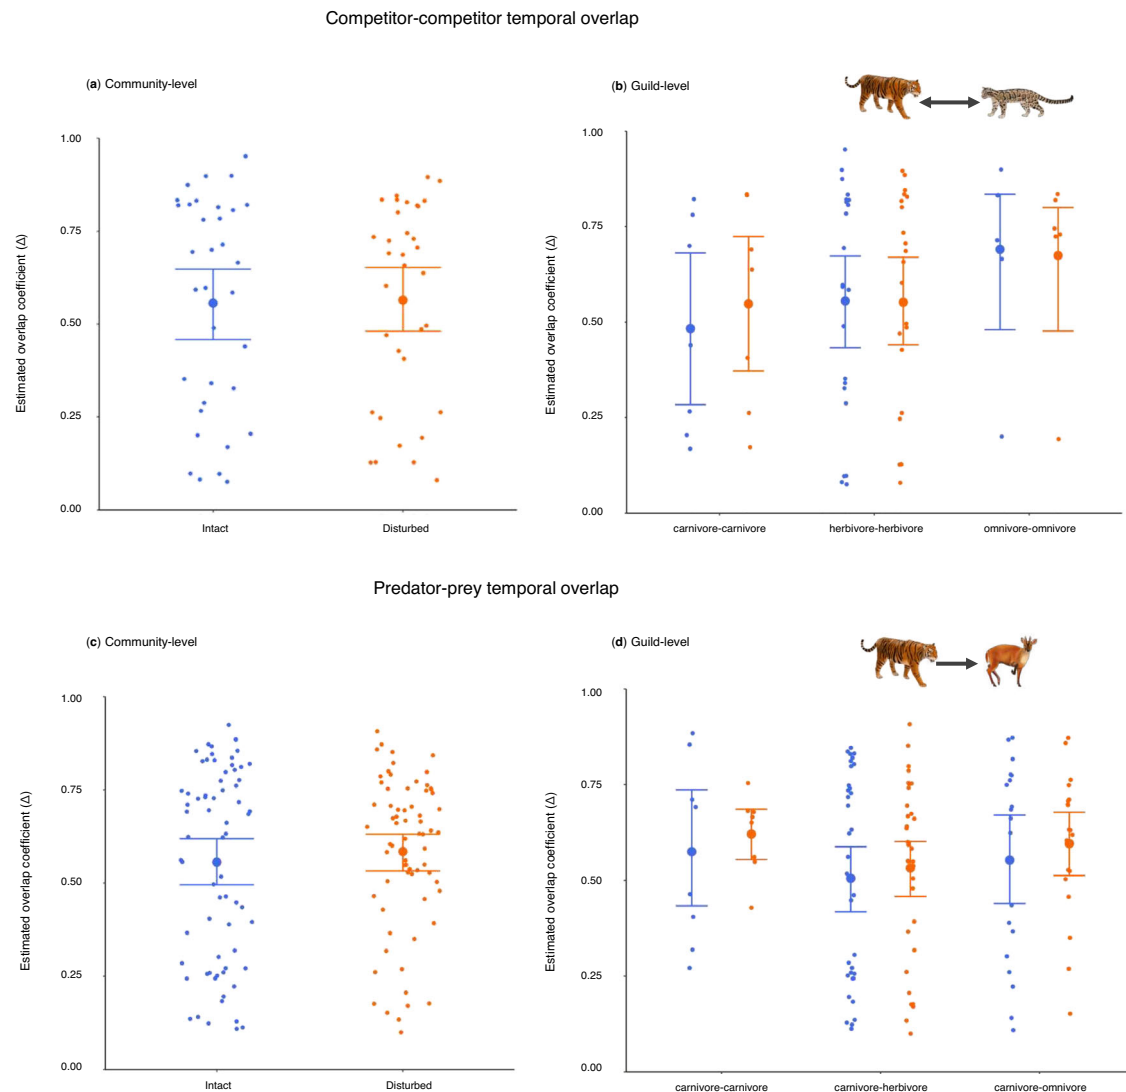 Competitor-competitor temporal overlap
(a) Community-level
1.00
0.75
0.50
0.25
0.00
Estimated overlap coefficient (Δ)
Intact
Disturbed
(b) Guild-level
1.00
0.75
0.50
0.25
0.00
Estimated overlap coefficient (Δ)
carnivore-carnivore
herbivore-herbivore
omnivore-omnivore
Predator-prey temporal overlap
(c) Community-level
1.00
0.75
0.50
0.25
0.00
Estimated overlap coefficient (Δ)
Intact
Disturbed
(d) Guild-level
1.00
0.75
0.50
0.25
0.00
Estimated overlap coefficient (Δ)
carnivore-carnivore
carnivore-herbivore
carnivore-omnivore